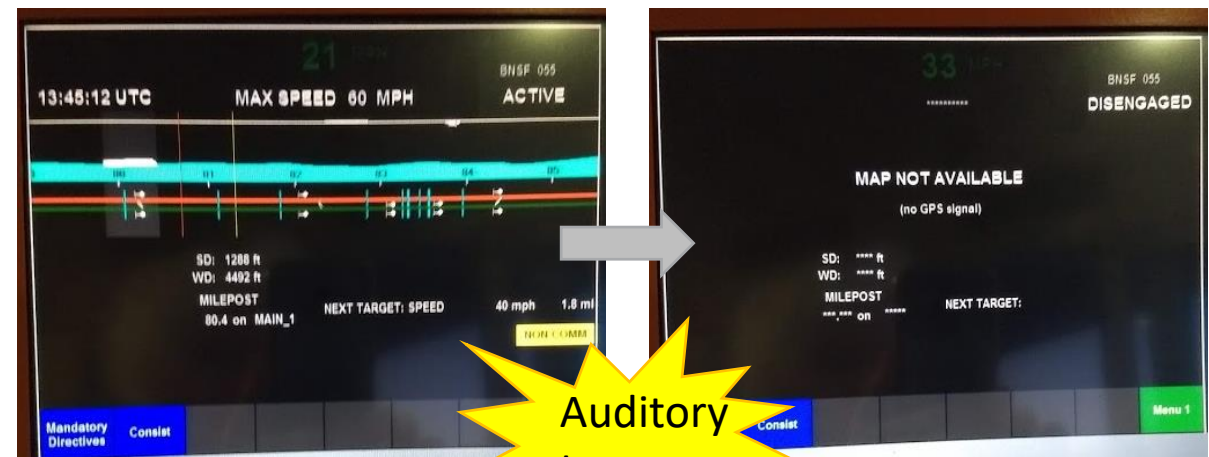 21 MPH
BNSF 055
13:45:12 UTC MAX SPEED 60 MPH ACTIVE
80 81 82 83 84 85
SD: 1288 ft
WD: 4492 ft
MILEPOST
80.4 on MAIN_1
NEXT TARGET: SPEED 40 mph 1.8 mi
NON COMM
Mandatory
Directives
Consist
33 MPH
BNSF 055
********** DISENGAGED
MAP NOT AVAILABLE
(no GPS signal)
SD: **** ft
WD: **** ft
MILEPOST
***.*** on *****
NEXT TARGET:
Consist
Menu 1
Auditory